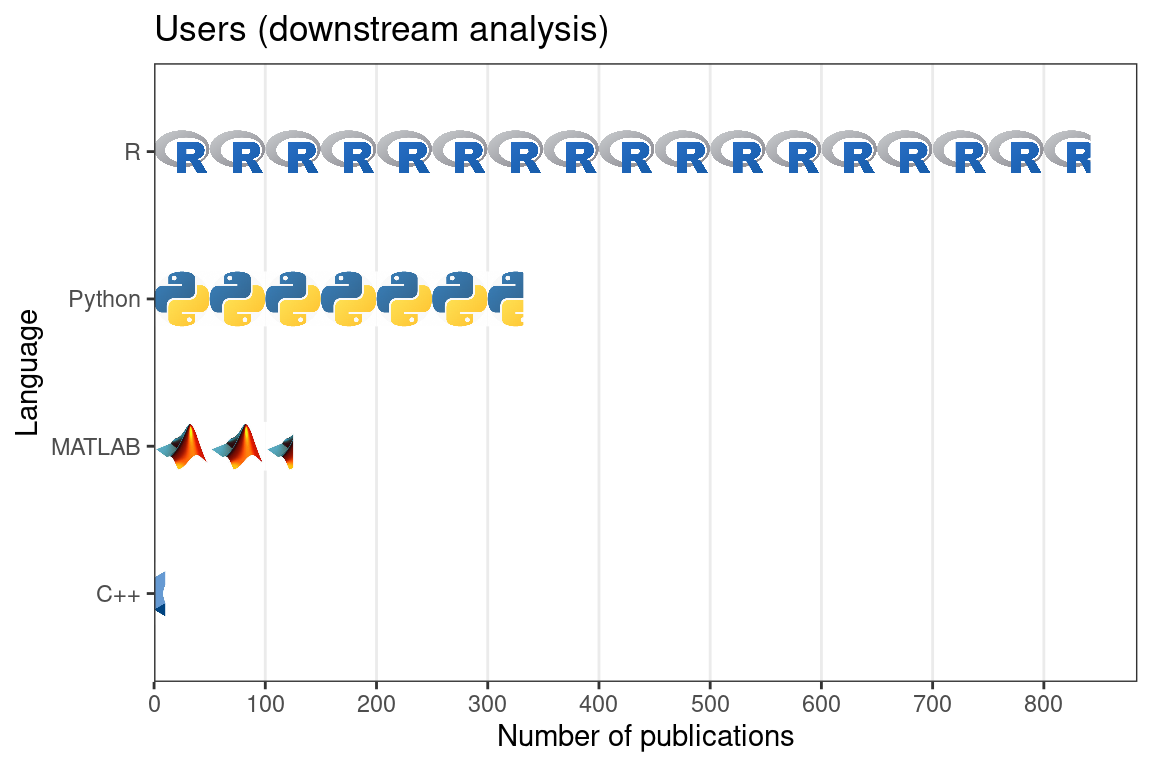 Users (downstream analysis)
R
R R R R R R R R R R R R R R R R R
Python
MATLAB
C++
Language
0 100 200 300 400 500 600 700 800
Number of publications